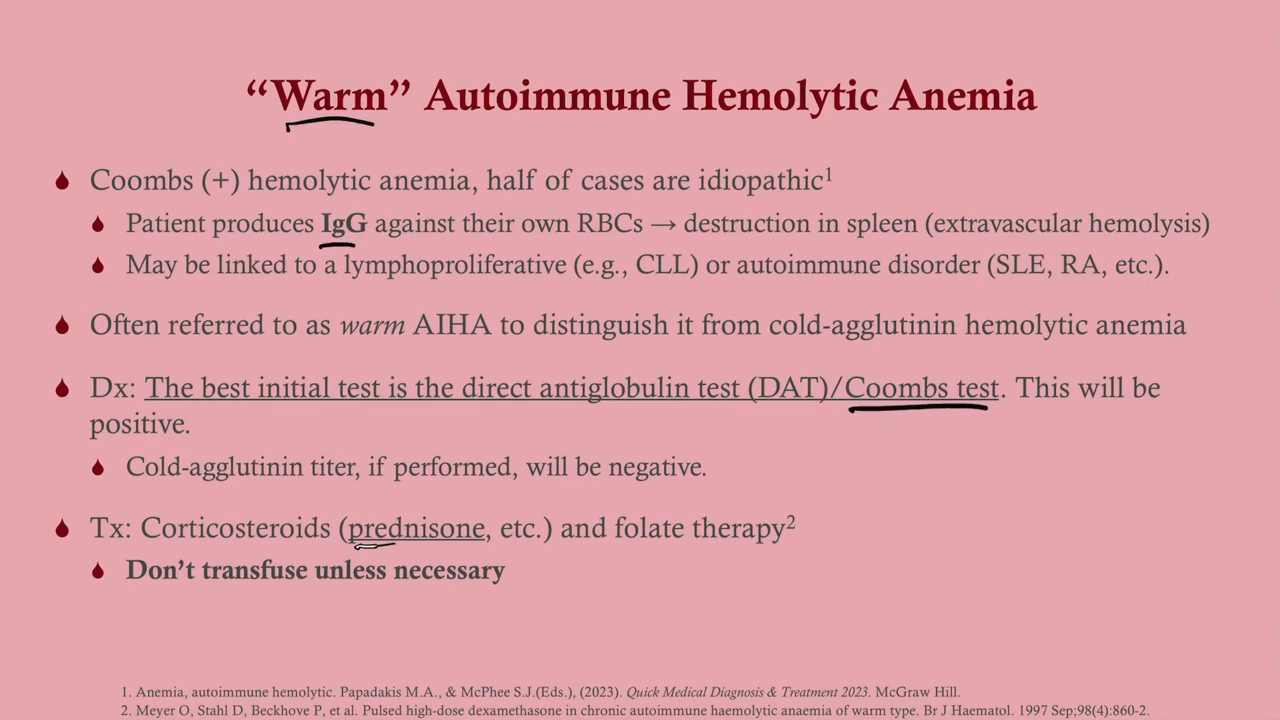 “Warm” Autoimmune Hemolytic Anemia
Coombs (+) hemolytic anemia, half of cases are idiopathic¹
Patient produces IgG against their own RBCs → destruction in spleen (extravascular hemolysis)
May be linked to a lymphoproliferative (e.g., CLL) or autoimmune disorder (SLE, RA, etc.).
Often referred to as warm AIHA to distinguish it from cold-agglutinin hemolytic anemia
Dx: The best initial test is the direct antiglobulin test (DAT)/Coombs test. This will be
positive.
Cold-agglutinin titer, if performed, will be negative.
Tx: Corticosteroids (prednisone, etc.) and folate therapy²
Don’t transfuse unless necessary
1. Anemia, autoimmune hemolytic. Papadakis M.A., & McPhee S.J.(Eds.), (2023). Quick Medical Diagnosis & Treatment 2023. McGraw Hill.
2. Meyer O, Stahl D, Beckhove P, et al. Pulsed high-dose dexamethasone in chronic autoimmune haemolytic anaemia of warm type. Br J Haematol. 1997 Sep;98(4):860-2.